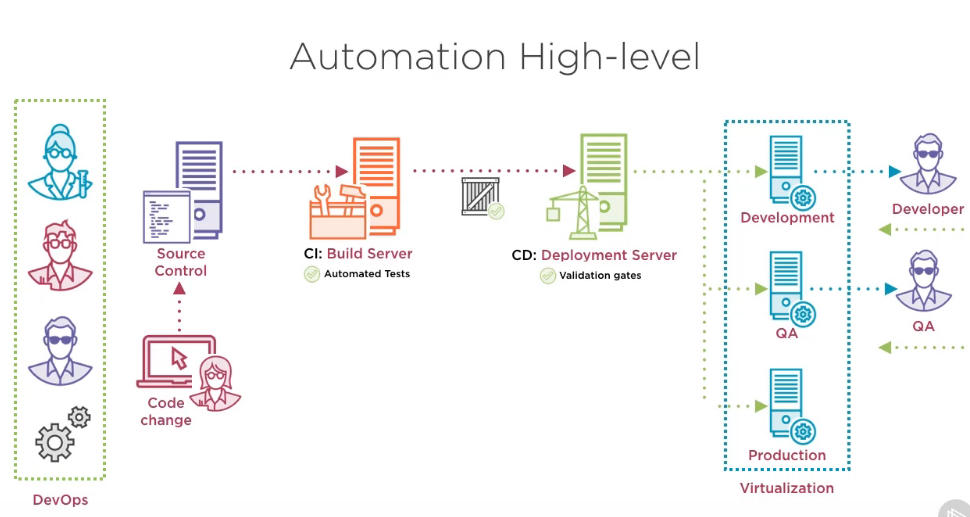 Automation High-level
DevOps
Source
Control
Code
change
CI: Build Server
Automated Tests
CD: Deployment Server
Validation gates
Development
QA
Production
Virtualization
Developer
QA